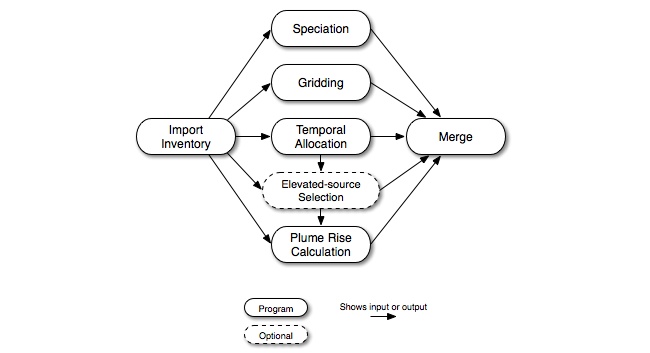 Speciation
Gridding
Import
Inventory
Temporal
Allocation
Merge
Elevated-source
Selection
Plume Rise
Calculation
Program
Shows input or output
Optional